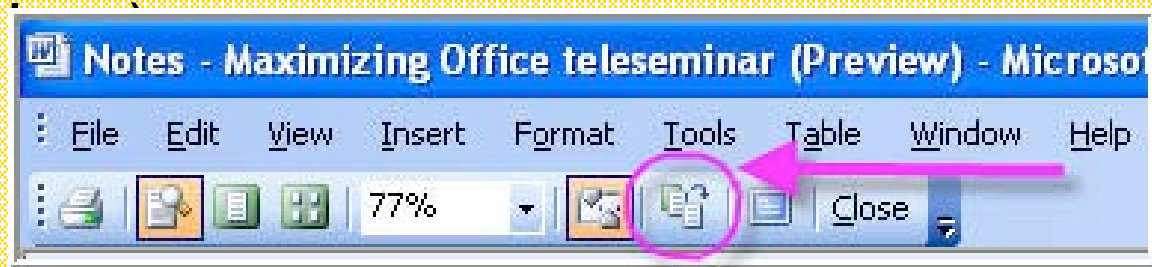 Notes - Maximizing Office teleseminar (Preview) - Microsof
File Edit View Insert Format Tools Table Window Help
77% Close